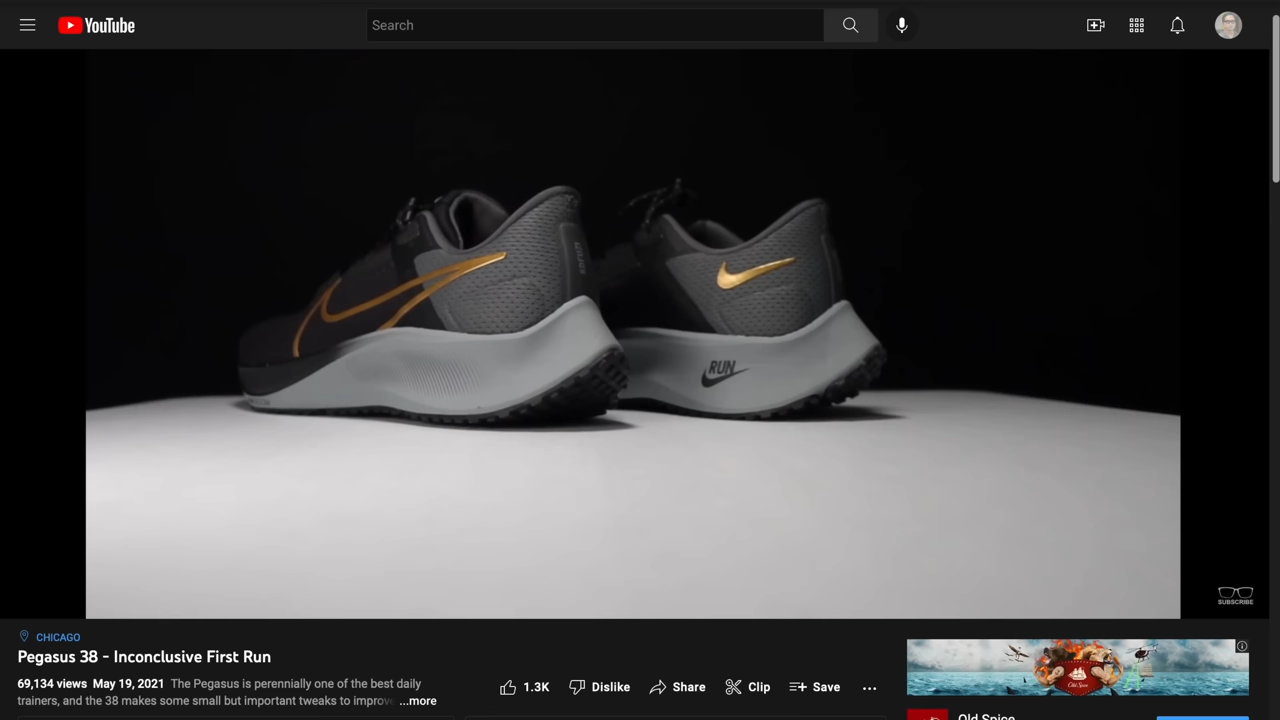 YouTube
Search
RUN
SUBSCRIBE
CHICAGO
Pegasus 38 - Inconclusive First Run
69,134 views May 19, 2021 The Pegasus is perennially one of the best daily
trainers, and the 38 makes some small but important tweaks to improv ...more
1.3K Dislike Share Clip Save
Old Spice
Old Spice